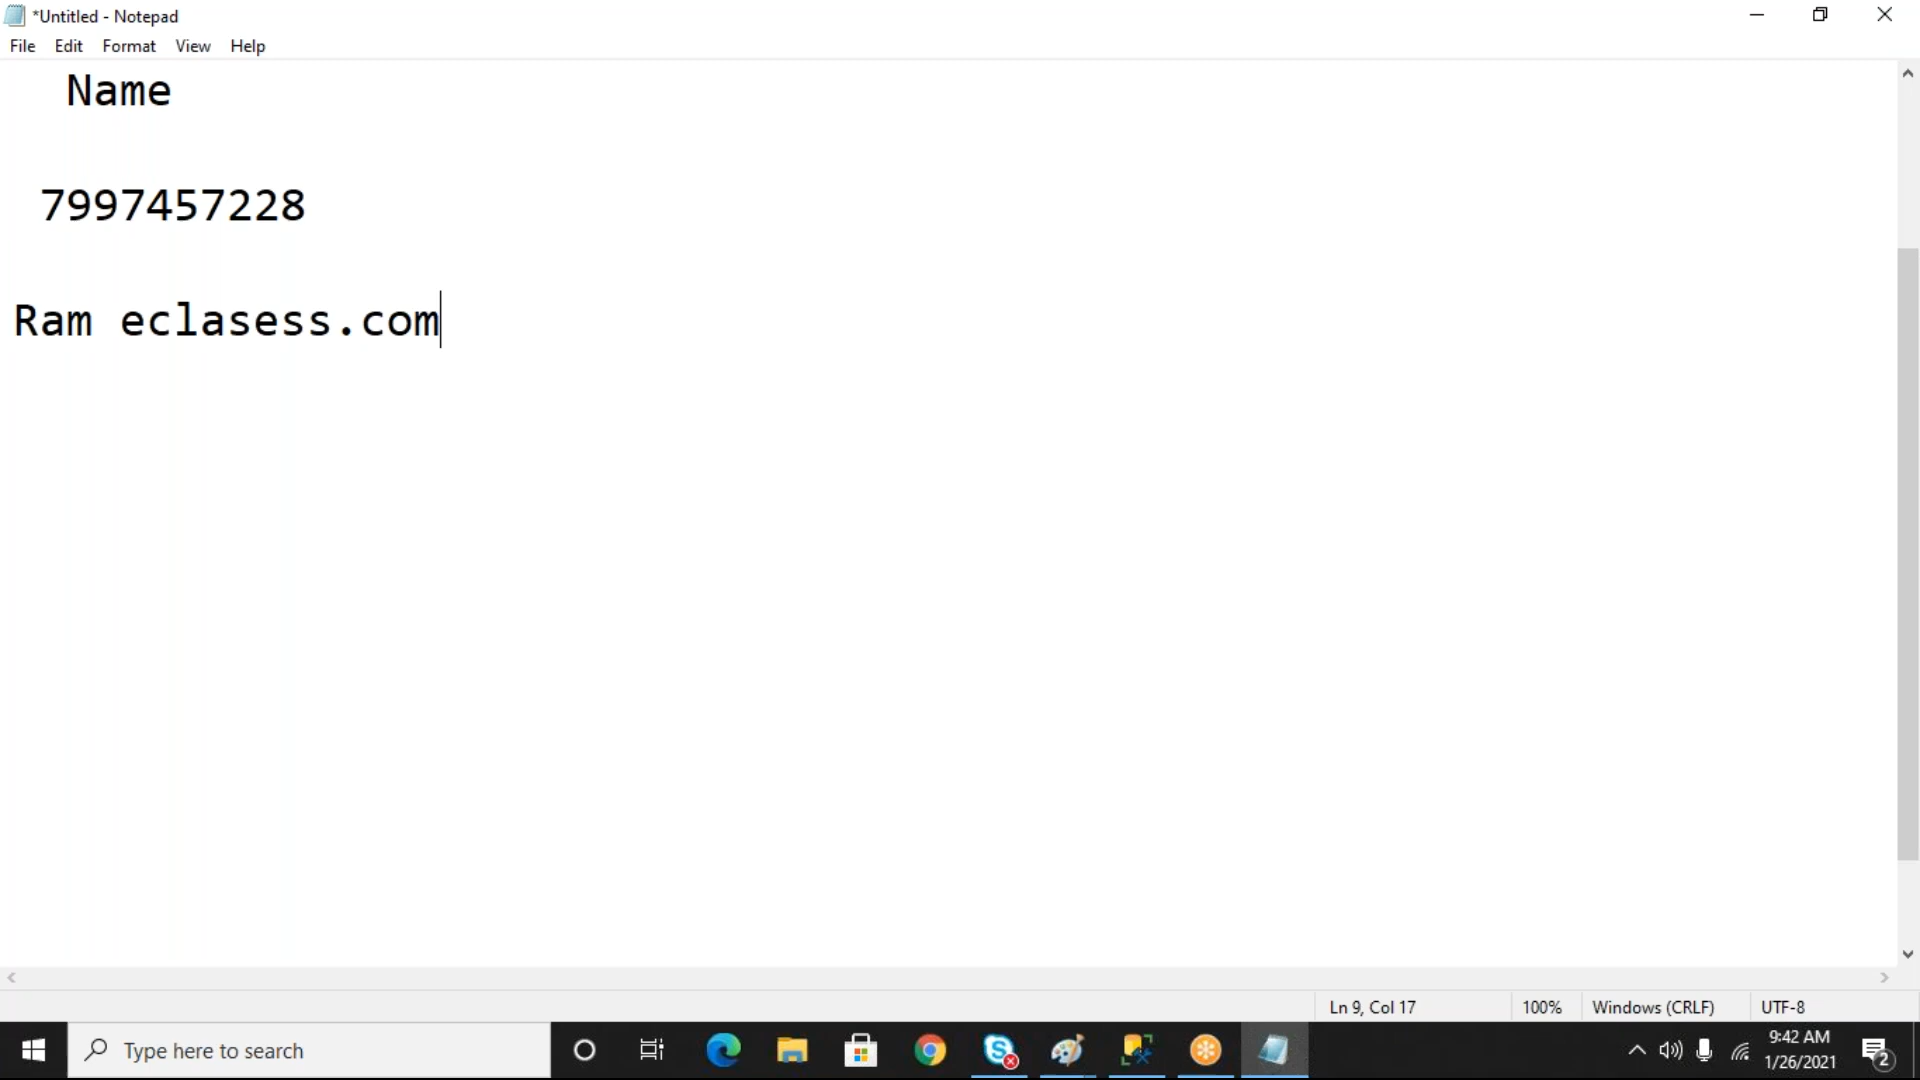 *Untitled - Notepad
File Edit Format View Help
Name
7997457228
Ram eclasess.com
Ln 9, Col 17 100% Windows (CRLF) UTF-8
Type here to search
9:42 AM
1/26/2021
2